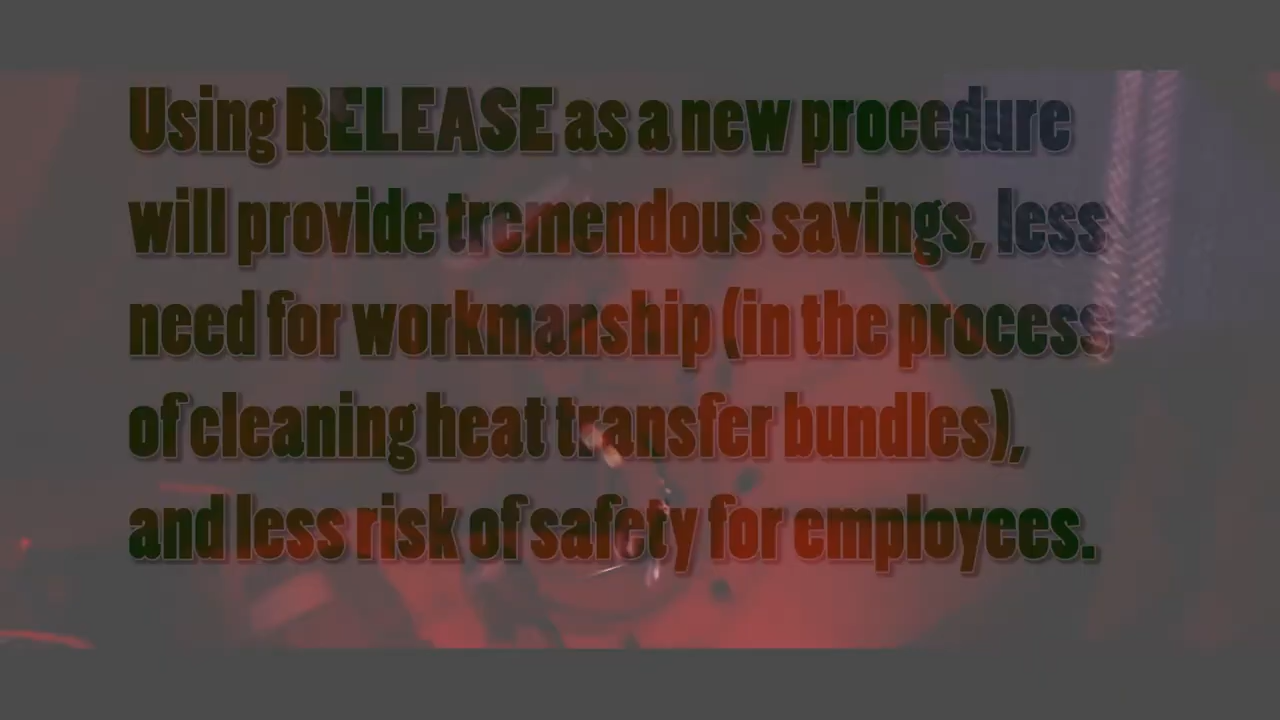 Using RELEASE as a new procedure
will provide tremendous savings, less
need for workmanship (in the process
of cleaning heat transfer bundles),
and less risk of safety for employees.